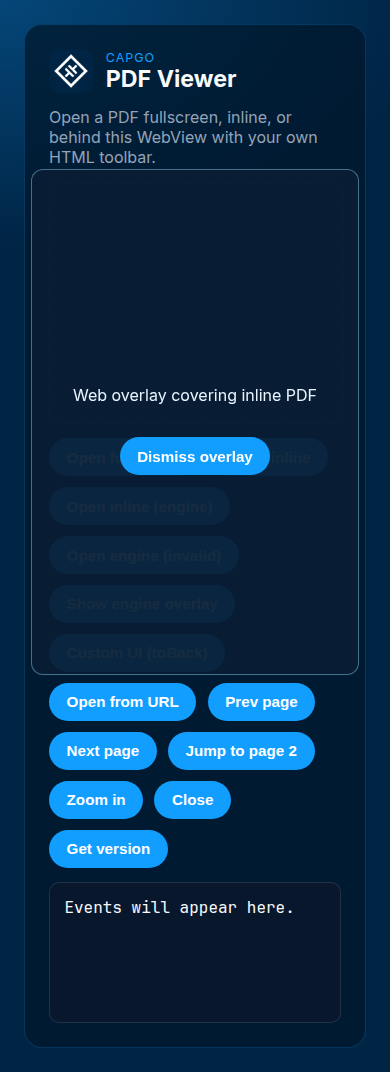 CAPGO
PDF Viewer
Open a PDF fullscreen, inline, or
behind this WebView with your own
HTML toolbar.
Web overlay covering inline PDF
Open
Dismiss overlay
inline
Open inline (engine)
Open engine (invalid)
Show engine overlay
Custom UI (toBack)
Open from URL
Prev page
Next page
Jump to page 2
Zoom in
Close
Get version
Events will appear here.